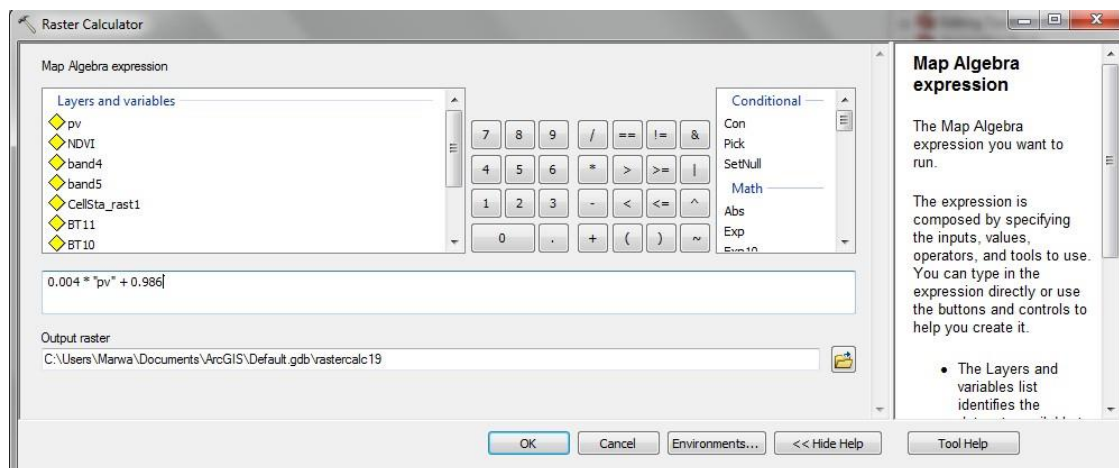 Raster Calculator
Map Algebra expression
Layers and variables
pv
NDVI
band4
band5
CellSta_rast1
BT11
BT10
7 8 9 / == != &
4 5 6 * > >= |
1 2 3 - < <= ^
0 . + ( ) ~
Conditional
Con
Pick
SetNull
Math
Abs
Exp
Exp10
0.004 * "pv" + 0.986
Output raster
C:\Users\Marwa\Documents\ArcGIS\Default.gdb\rastercalc19
OK Cancel Environments... << Hide Help Tool Help
Map Algebra
expression
The Map Algebra
expression you want to
run.
The expression is
composed by specifying
the inputs, values,
operators, and tools to use.
You can type in the
expression directly or use
the buttons and controls to
help you create it.
• The Layers and
variables list
identifies the